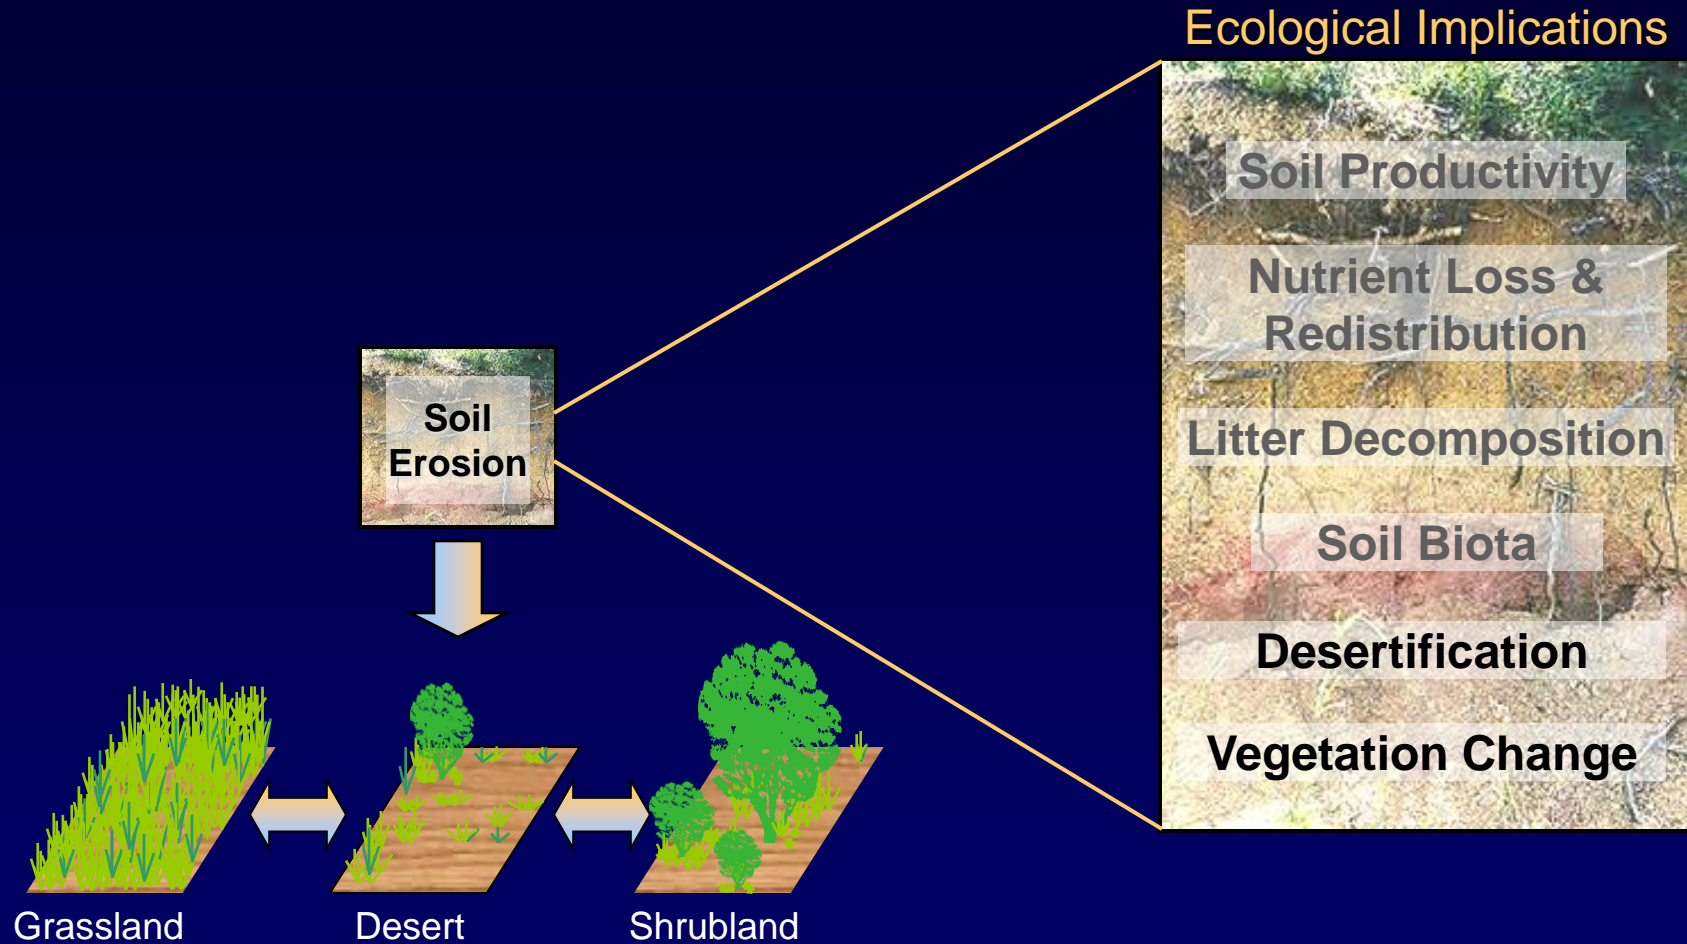 Ecological Implications
Soil Productivity
Nutrient Loss &
Redistribution
Litter Decomposition
Soil Biota
Desertification
Vegetation Change
Soil
Erosion
Grassland
Desert
Shrubland